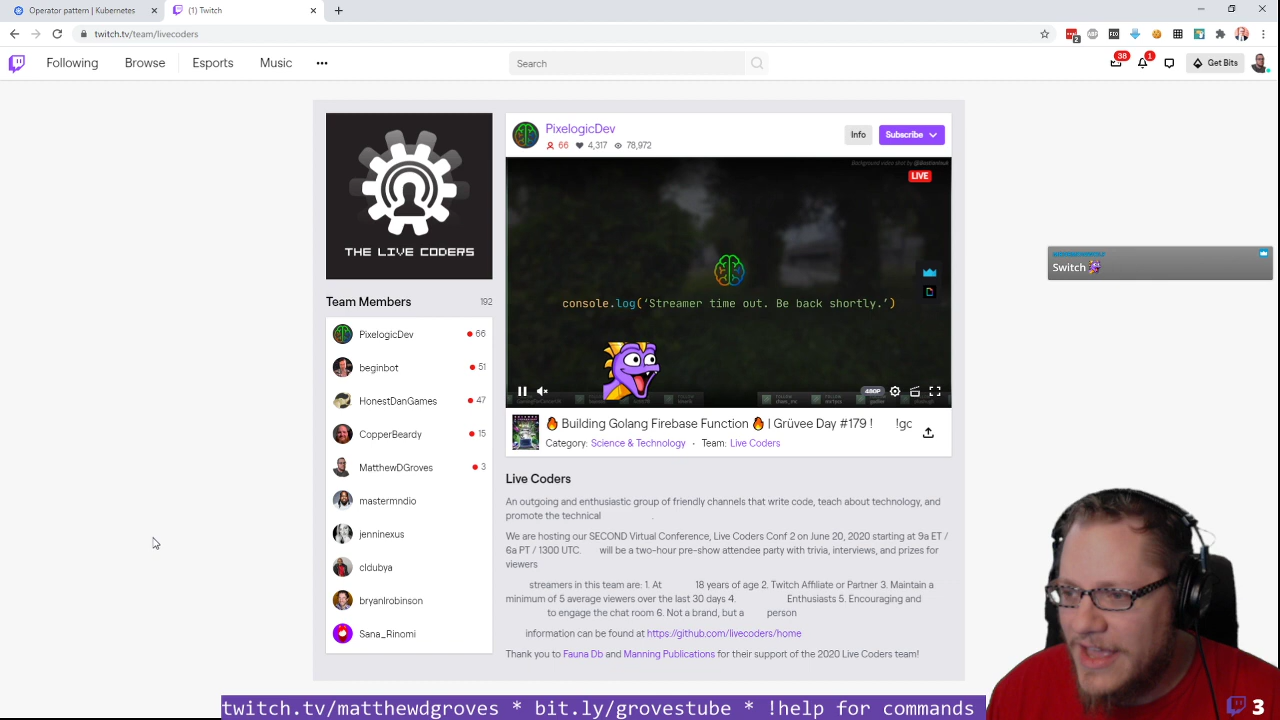 Operator pattern | Kubernetes
(1) Twitch
twitch.tv/team/livecoders
Following
Browse
Esports
Music
Search
38
1
Get Bits
THE LIVE CODERS
Team Members 192
PixelogicDev 66
beginbot 51
HonestDanGames 47
CopperBeardy 15
MatthewDGroves 3
mastermndio
jenninexus
cldubya
bryanlrobinson
Sana_Rinomi
PixelogicDev
66 4,317 78,972
Info
Subscribe
LIVE
console.log('Streamer time out. Be back shortly.')
480P
🔥 Building Golang Firebase Function 🔥 | Grüvee Day #179 ! !gc
Category: Science & Technology · Team: Live Coders
Live Coders
An outgoing and enthusiastic group of friendly channels that write code, teach about technology, and
promote the technical .
We are hosting our SECOND Virtual Conference, Live Coders Conf 2 on June 20, 2020 starting at 9a ET /
6a PT / 1300 UTC. will be a two-hour pre-show attendee party with trivia, interviews, and prizes for
viewers
streamers in this team are: 1. At 18 years of age 2. Twitch Affiliate or Partner 3. Maintain a
minimum of 5 average viewers over the last 30 days 4. Enthusiasts 5. Encouraging and
to engage the chat room 6. Not a brand, but a person
information can be found at https://github.com/livecoders/home
Thank you to Fauna Db and Manning Publications for their support of the 2020 Live Coders team!
Switch
twitch.tv/matthewdgroves * bit.ly/grovestube * !help for commands
3